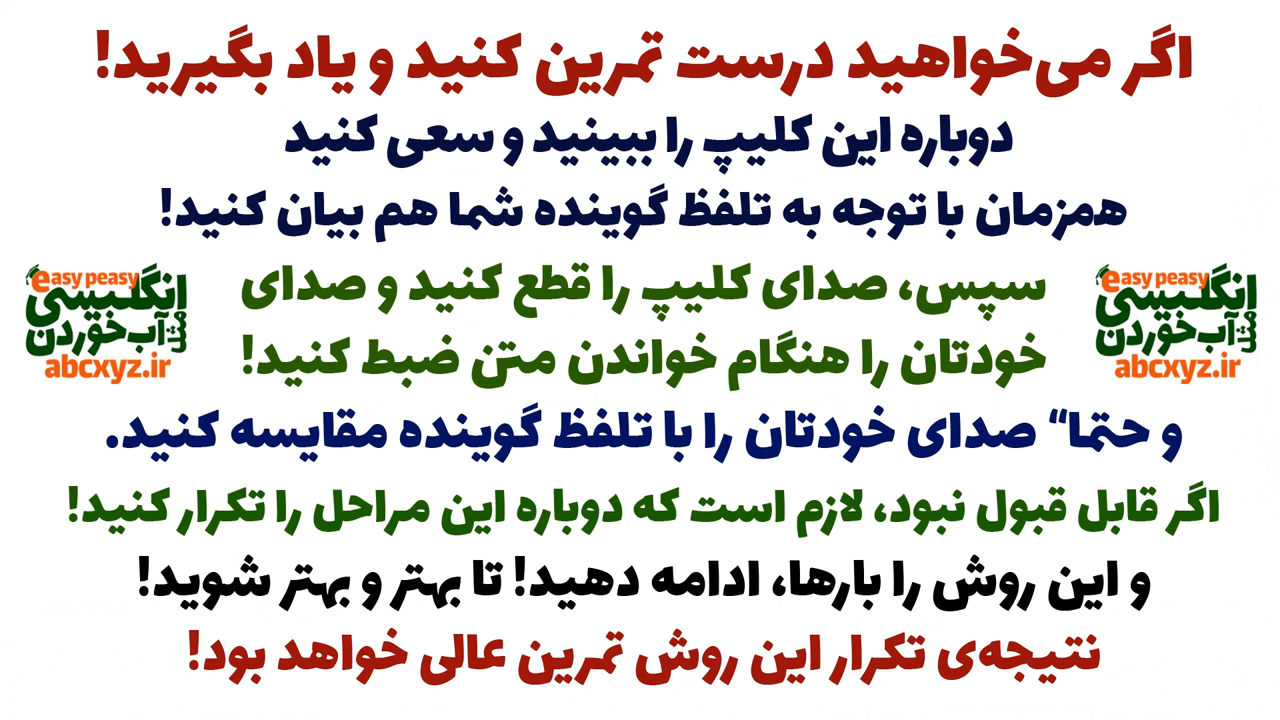 اگر می‌خواهید درست تمرین کنید و یاد بگیرید!
دوباره این کلیپ را ببینید و سعی کنید
همزمان با توجه به تلفظ گوینده شما هم بیان کنید!
سپس، صدای کلیپ را قطع کنید و صدای
خودتان را هنگام خواندن متن ضبط کنید!
easy peasy
انگلیسی
مثل آب خوردن
abcxyz.ir
easy peasy
انگلیسی
مثل آب خوردن
abcxyz.ir
و حتما“ صدای خودتان را با تلفظ گوینده مقایسه کنید.
اگر قابل قبول نبود، لازم است که دوباره این مراحل را تکرار کنید!
و این روش را بارها، ادامه دهید! تا بهتر و بهتر شوید!
نتیجه‌ی تکرار این روش تمرین عالی خواهد بود!